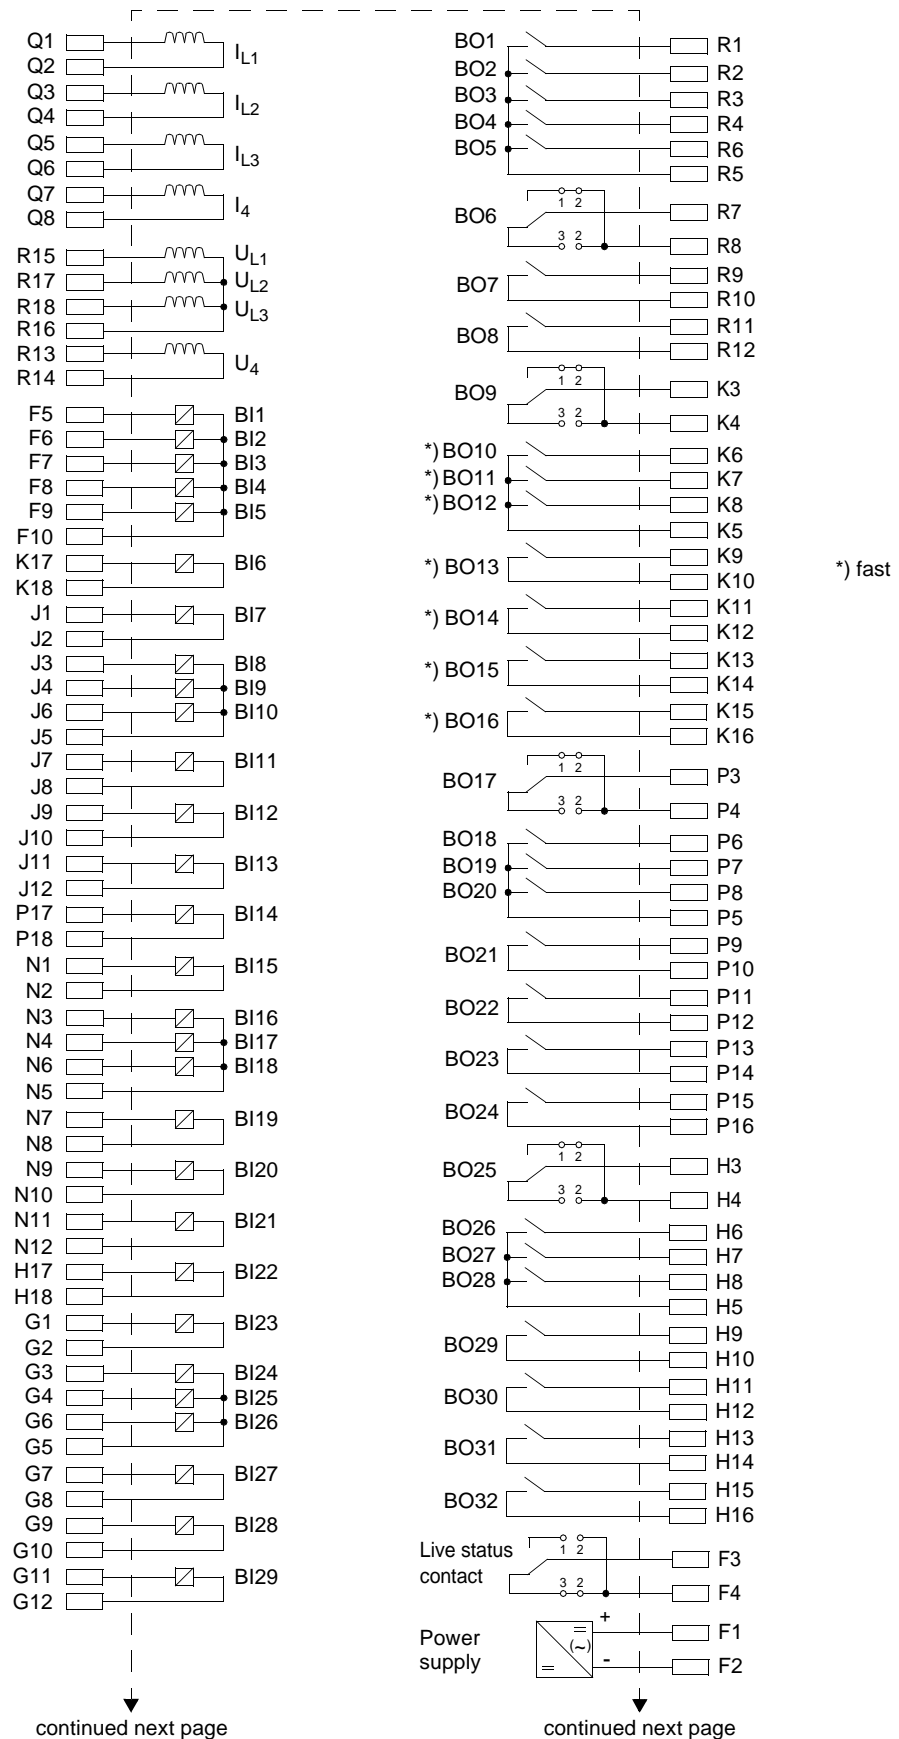 Q1
Q2
I L1
Q3
Q4
I L2
Q5
Q6
I L3
Q7
Q8
I 4
R15 U L1
R17 U L2
R18 U L3
R16
R13
R14
U 4
F5 BI1
F6 BI2
F7 BI3
F8 BI4
F9 BI5
F10
K17 BI6
K18
J1 BI7
J2
J3 BI8
J4 BI9
J6 BI10
J5
J7 BI11
J8
J9 BI12
J10
J11 BI13
J12
P17 BI14
P18
N1 BI15
N2
N3 BI16
N4 BI17
N6 BI18
N5
N7 BI19
N8
N9 BI20
N10
N11 BI21
N12
H17 BI22
H18
G1 BI23
G2
G3 BI24
G4 BI25
G6 BI26
G5
G7 BI27
G8
G9 BI28
G10
G11 BI29
G12
continued next page
BO1 R1
BO2 R2
BO3 R3
BO4 R4
BO5 R6
R5
1 2
BO6 R7
3 2
R8
BO7 R9
R10
BO8 R11
R12
1 2
BO9 K3
3 2
K4
*) BO10 K6
*) BO11 K7
*) BO12 K8
K5
*) BO13 K9
K10
*) BO14 K11
K12
*) BO15 K13
K14
*) BO16 K15
K16
*) fast
1 2
BO17 P3
3 2
P4
BO18 P6
BO19 P7
BO20 P8
P5
BO21 P9
P10
BO22 P11
P12
BO23 P13
P14
BO24 P15
P16
1 2
BO25 H3
3 2
H4
BO26 H6
BO27 H7
BO28 H8
H5
BO29 H9
H10
BO30 H11
H12
BO31 H13
H14
BO32 H15
H16
Live status
contact
1 2
F3
3 2
F4
Power
supply
= (~) =
+ F1
- F2
continued next page